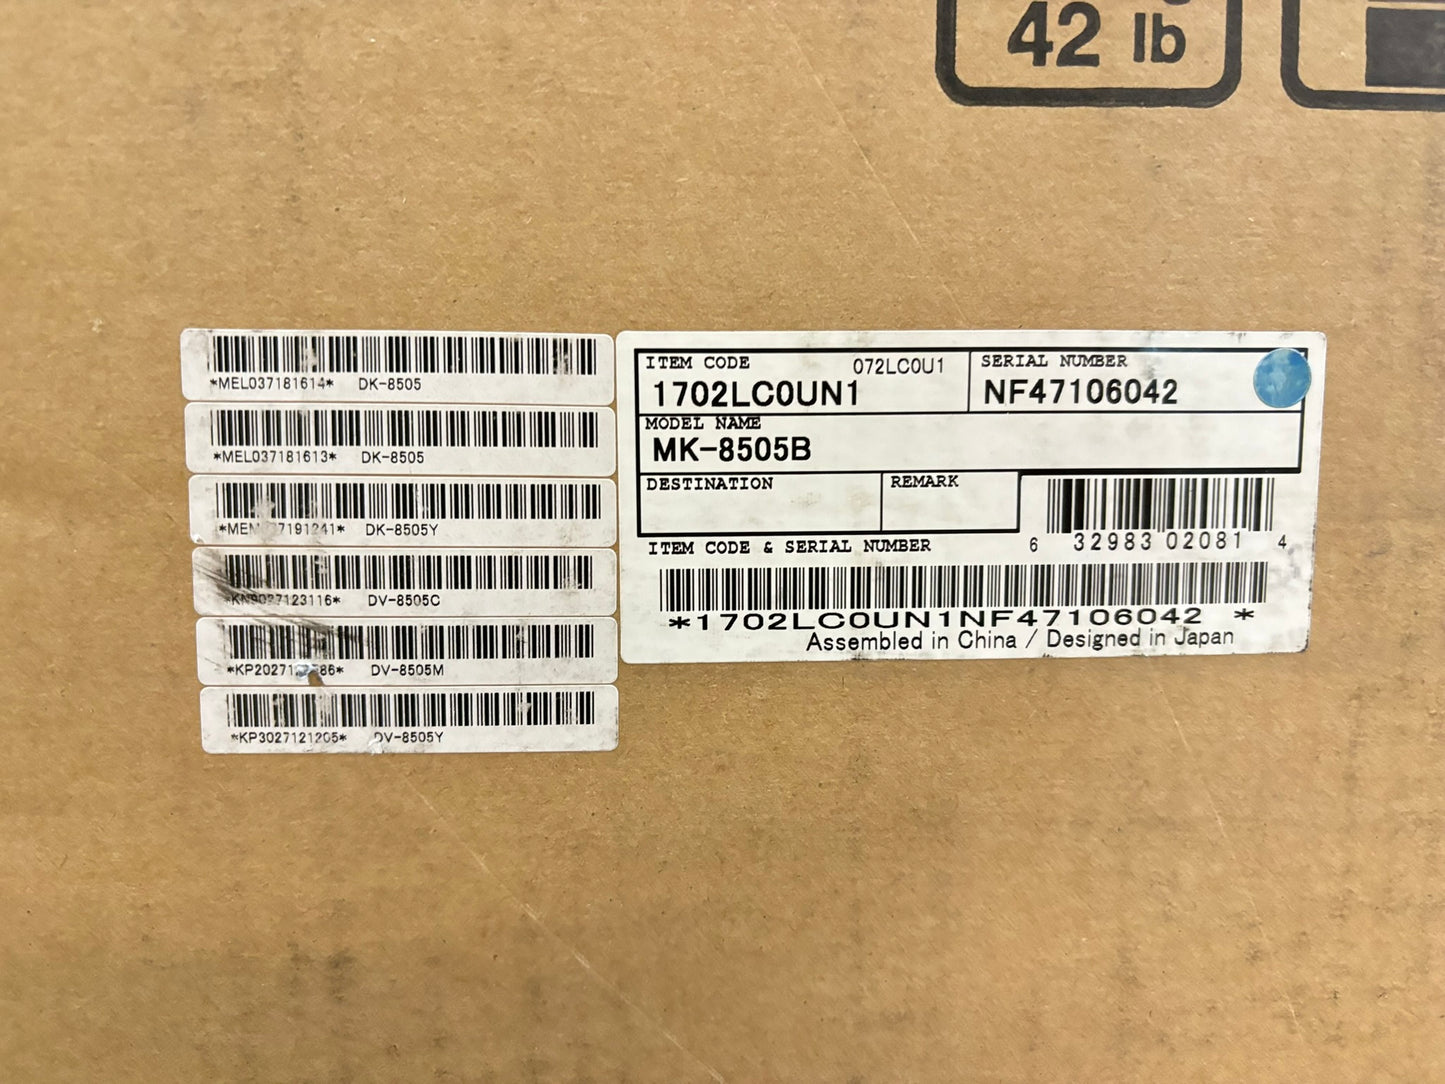 42 lb
*MEL037181614* DK-8505
*MEL037181613* DK-8505
DK-8505Y
*KN9027123116* DV-8505C
DV-8505M
*KP3027121205* DV-8505Y
ITEM CODE 072LC0U1
1702LC0UN1
SERIAL NUMBER
NF47106042
MODEL NAME
MK-8505B
DESTINATION
REMARK
ITEM CODE & SERIAL NUMBER
6 32983 02081 4
*1702LC0UN1NF47106042 *
Assembled in China / Designed in Japan